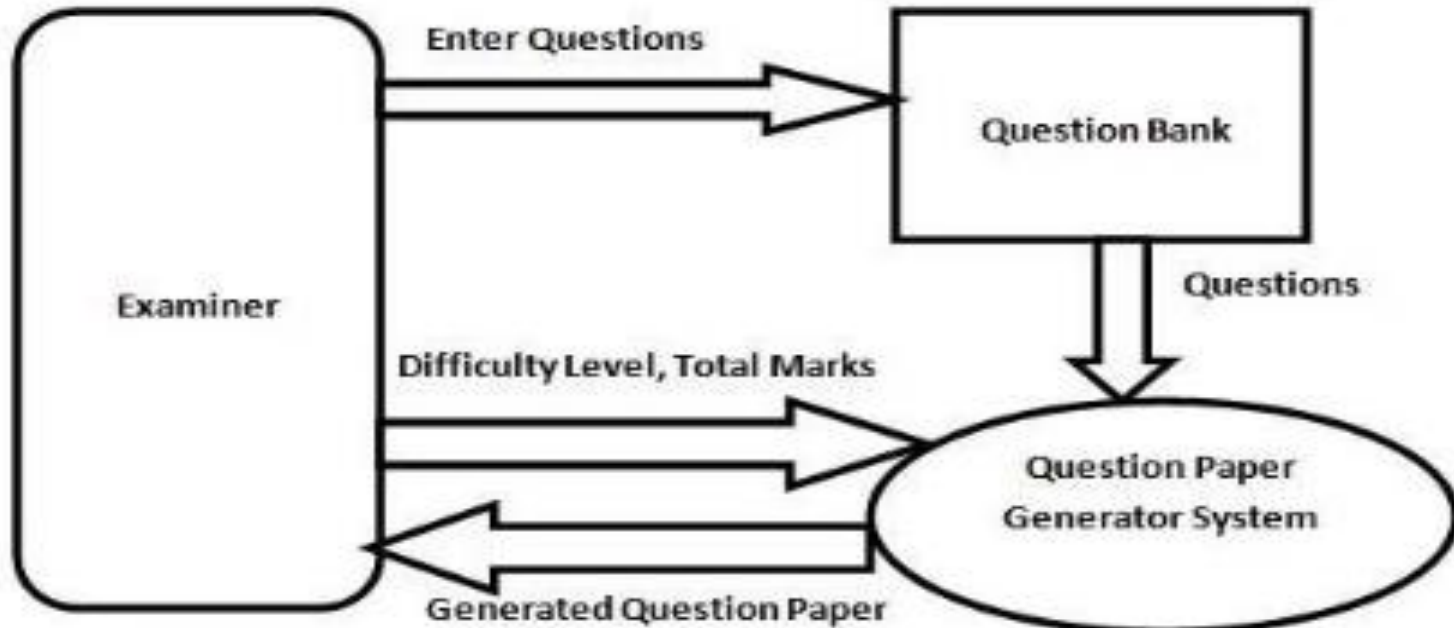 Enter Questions
Question Bank
Examiner
Questions
Difficulty Level, Total Marks
Question Paper
Generator System
Generated Question Paper